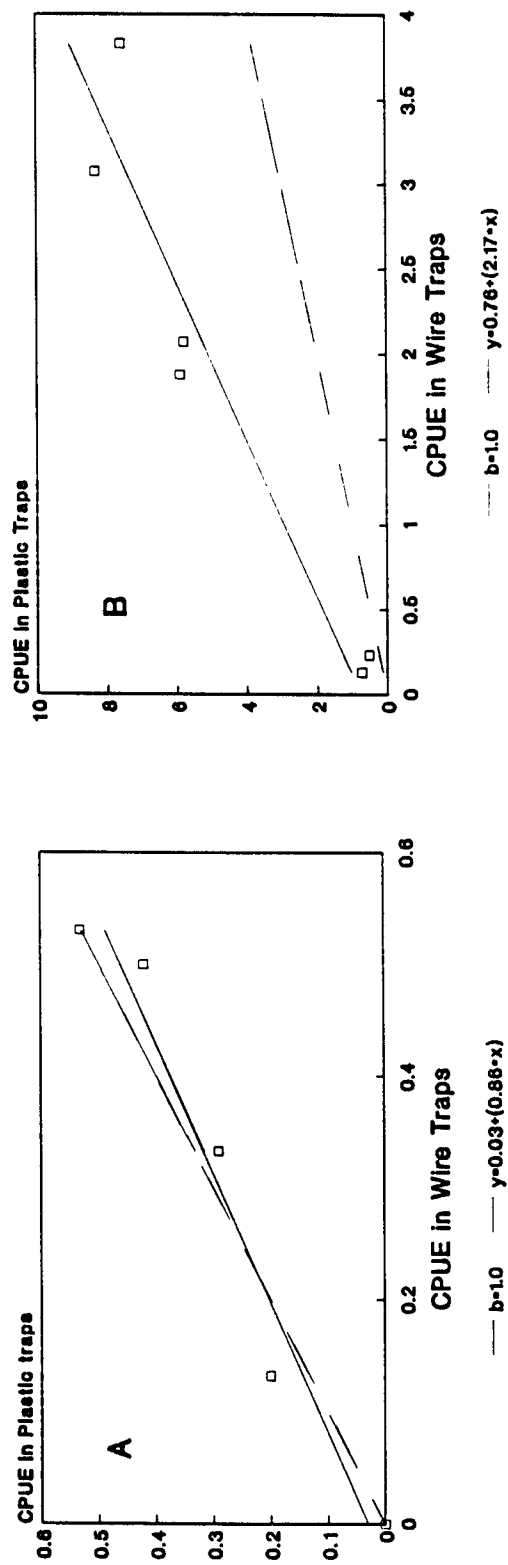 CPUE in Plastic traps
A
0.6
0.5
0.4
0.3
0.2
0.1
0.0
0 0.2 0.4 0.6
CPUE in Wire Traps
b=1.0 y=0.03+(0.86*x)
CPUE in Plastic Traps
B
10
8
6
4
2
0
0 0.5 1 1.5 2 2.5 3 3.5 4
CPUE in Wire Traps
b=1.0 y=0.76+(2.17*x)